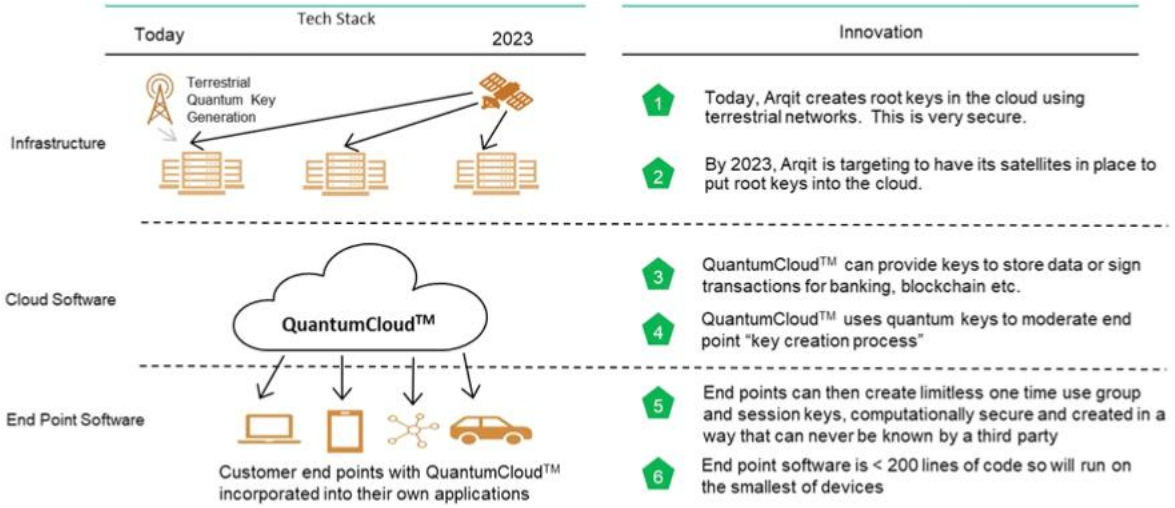 Tech Stack
Today
2023
Innovation
Infrastructure
Terrestrial
Quantum Key
Generation
1
Today, Arqit creates root keys in the cloud using
terrestrial networks. This is very secure.
2
By 2023, Arqit is targeting to have its satellites in place to
put root keys into the cloud.
Cloud Software
QuantumCloud™
3
QuantumCloud™ can provide keys to store data or sign
transactions for banking, blockchain etc.
4
QuantumCloud™ uses quantum keys to moderate end
point “key creation process”
End Point Software
Customer end points with QuantumCloud™
incorporated into their own applications
5
End points can then create limitless one time use group
and session keys, computationally secure and created in a
way that can never be known by a third party
6
End point software is < 200 lines of code so will run on
the smallest of devices